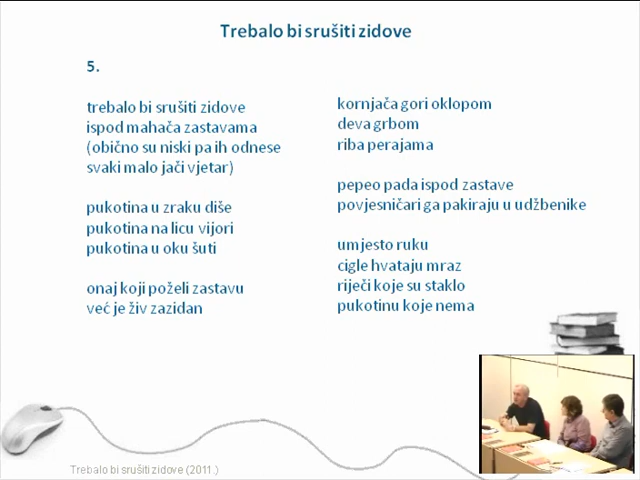 Trebalo bi srušiti zidove
5.
trebalo bi srušiti zidove
ispod mahača zastavama
(obično su niski pa ih odnese
svaki malo jači vjetar)
pukotina u zraku diše
pukotina na licu vijori
pukotina u oku šuti
onaj koji poželi zastavu
već je živ zazidan
kornjača gori oklopom
deva grbom
riba perajama
pepeo pada ispod zastave
povjesničari ga pakiraju u udžbenike
umjesto ruku
cigle hvataju mraz
riječi koje su staklo
pukotinu koje nema
Trebalo bi srušiti zidove (2011.)